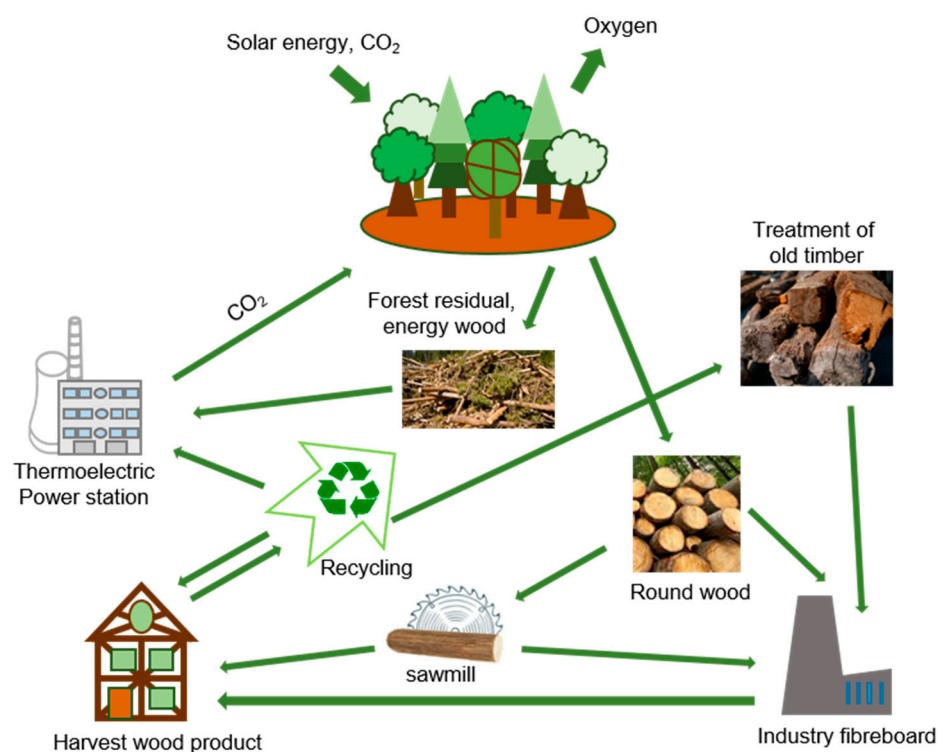 Oxygen
Solar energy, CO₂
Treatment of
old timber
Forest residual,
energy wood
CO₂
Thermoelectric
Power station
Recycling
Round wood
sawmill
Harvest wood product
Industry fibreboard